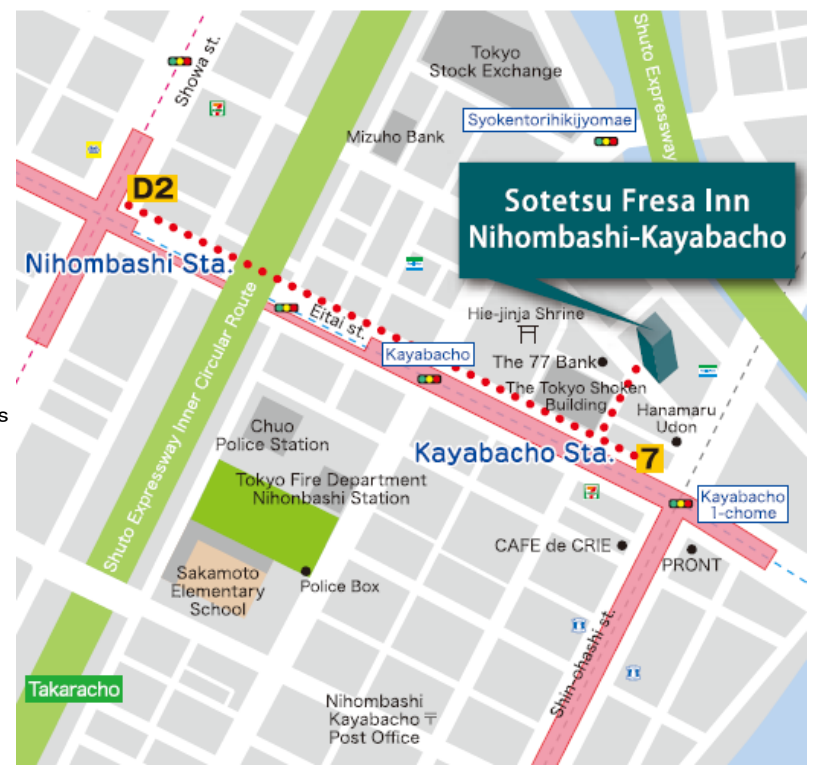 Shuto Expressway
Tokyo
Stock Exchange
Showa st.
Syokentorihikijyomae
Mizuho Bank
D2
Sotetsu Fresa Inn
Nihombashi-Kayabacho
Nihombashi Sta.
Eitai st.
Hie-jinja Shrine
Kayabacho
The 77 Bank
The Tokyo Shoken
Building
Hanamaru
Udon
s
Chuo
Police Station
Kayabacho Sta.
7
Shuto Expressway Inner Circular Route
Tokyo Fire Department
Nihonbashi Station
Kayabacho
1-chome
CAFE de CRIE
PRONT
Sakamoto
Elementary
School
Police Box
Shin-ohashi st.
Takaracho
Nihombashi
Kayabacho 〒
Post Office